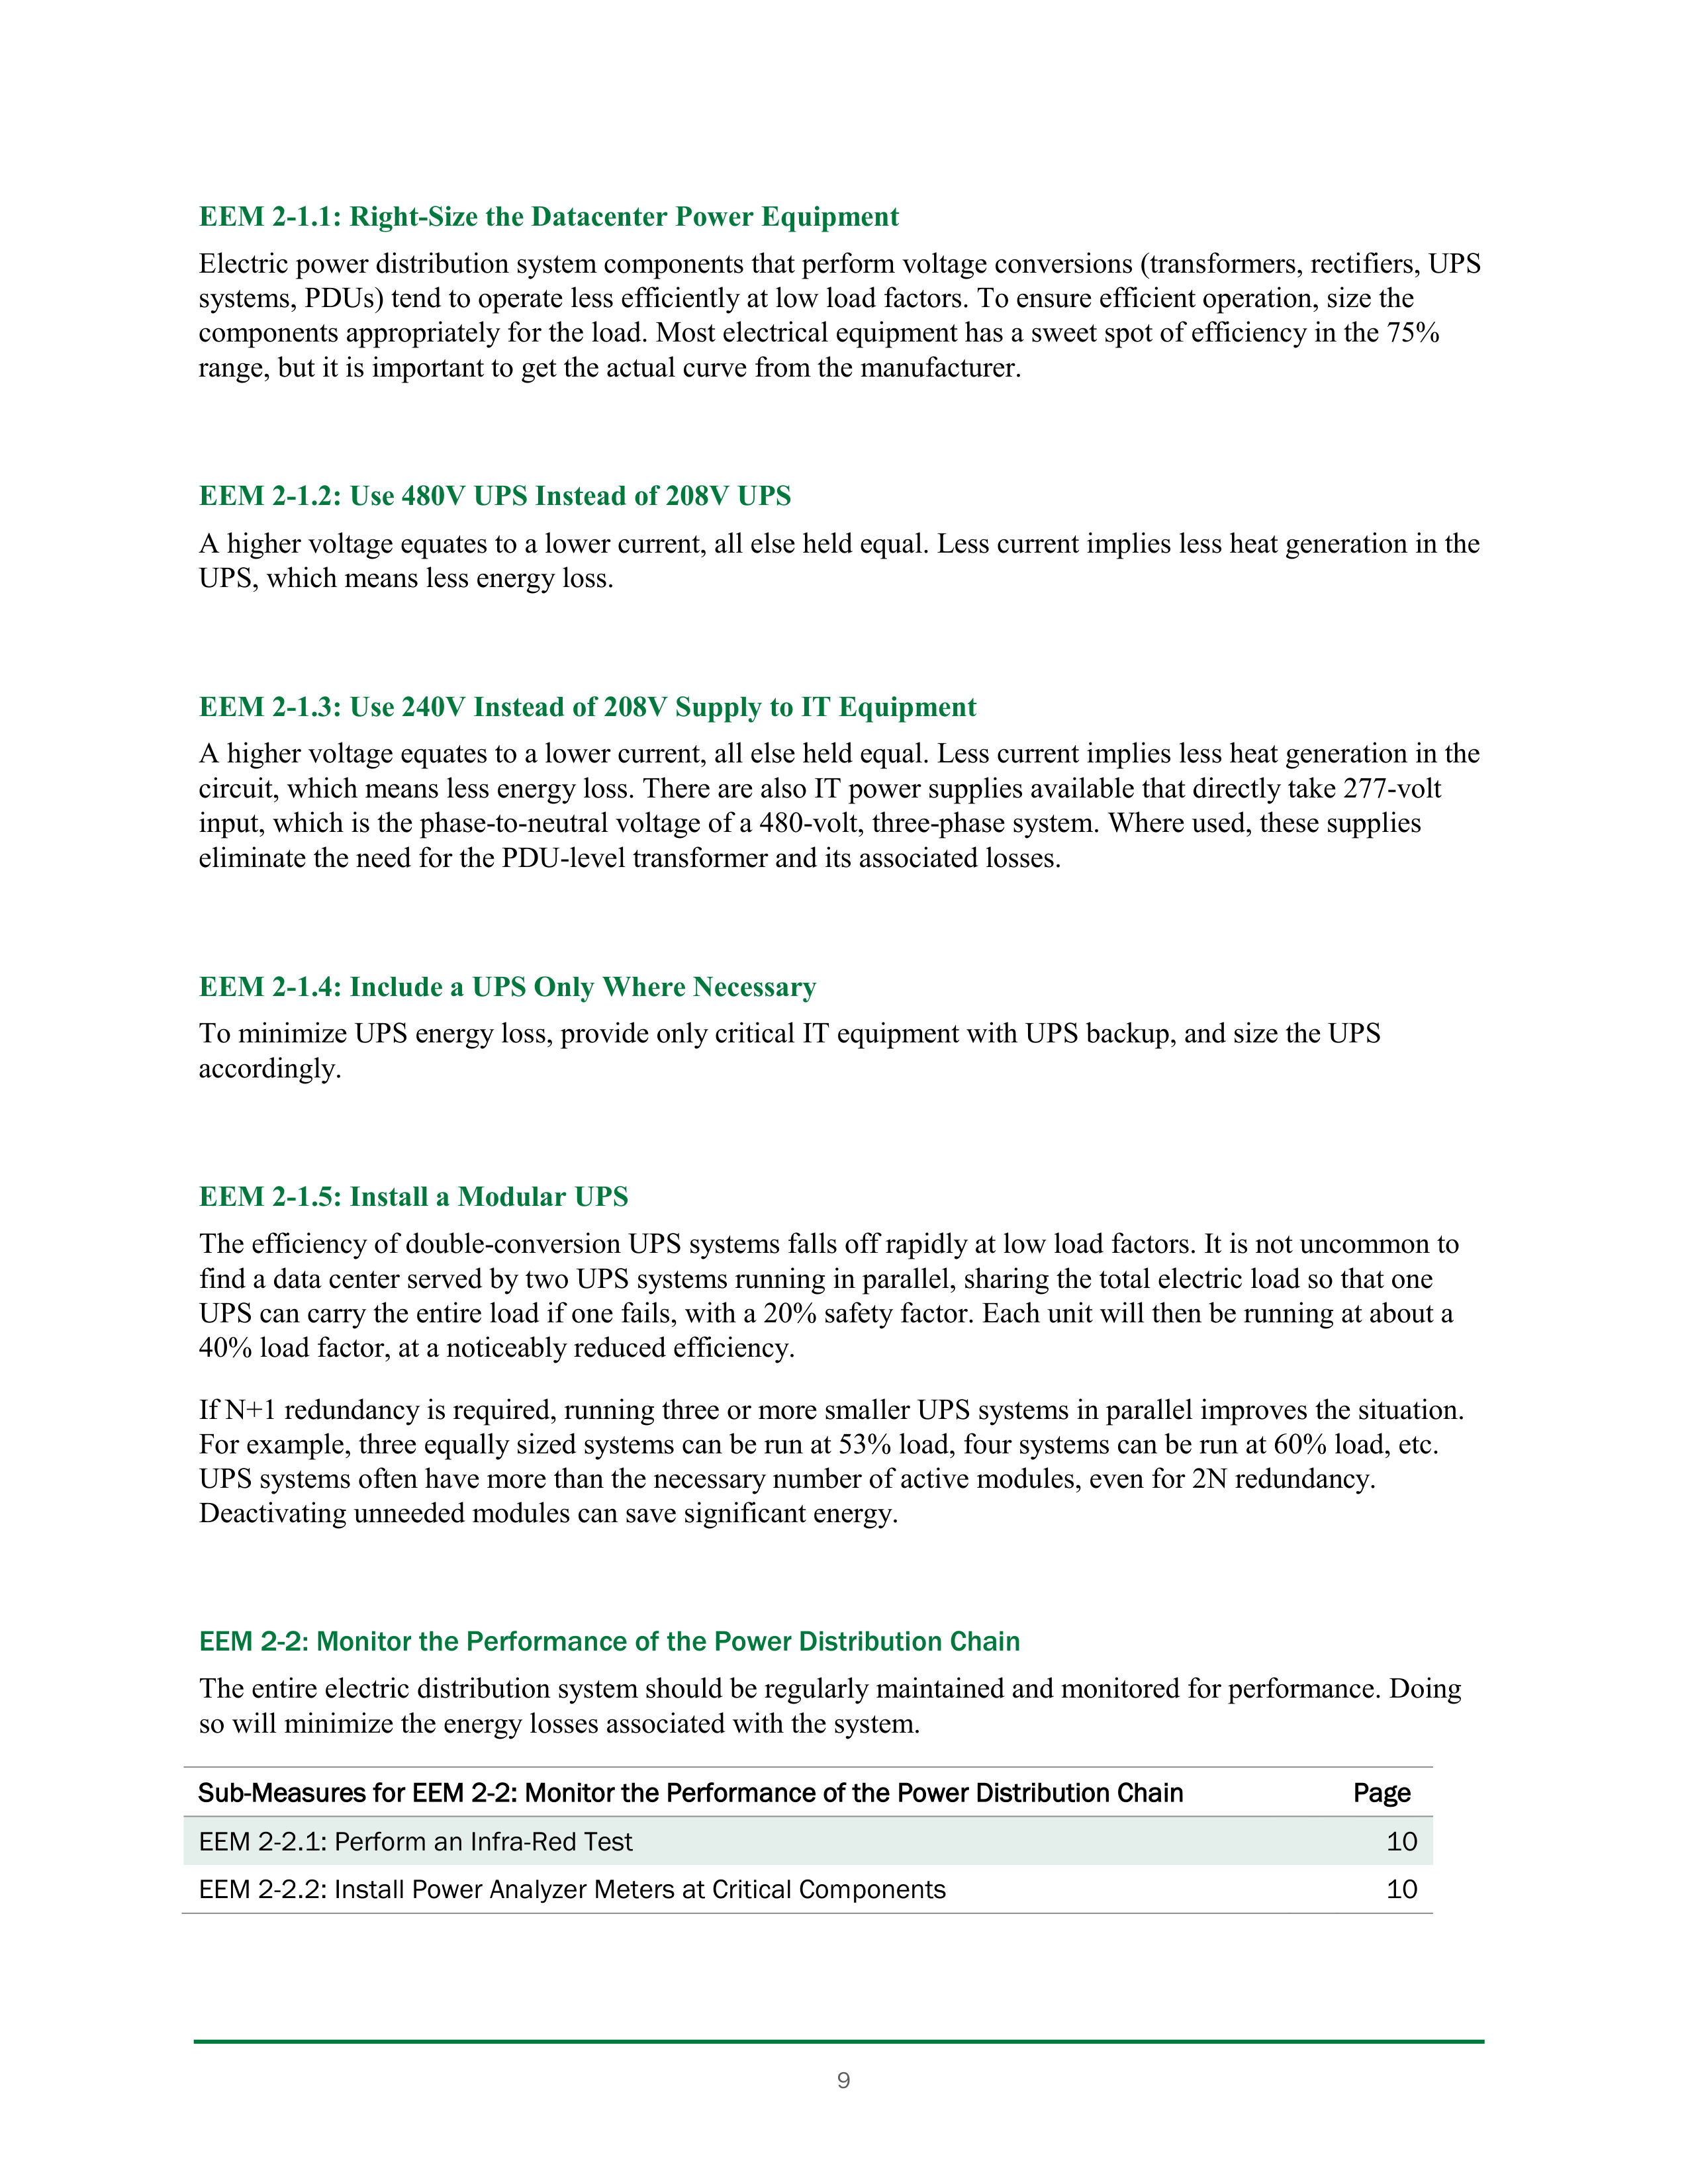 EEM 2-1.1: Right-Size the Datacenter Power Equipment
Electric power distribution system components that perform voltage conversions (transformers, rectifiers, UPS
systems, PDUs) tend to operate less efficiently at low load factors. To ensure efficient operation, size the
components appropriately for the load. Most electrical equipment has a sweet spot of efficiency in the 75%
range, but it is important to get the actual curve from the manufacturer.
EEM 2-1.2: Use 480V UPS Instead of 208V UPS
A higher voltage equates to a lower current, all else held equal. Less current implies less heat generation in the
UPS, which means less energy loss.
EEM 2-1.3: Use 240V Instead of 208V Supply to IT Equipment
A higher voltage equates to a lower current, all else held equal. Less current implies less heat generation in the
circuit, which means less energy loss. There are also IT power supplies available that directly take 277-volt
input, which is the phase-to-neutral voltage of a 480-volt, three-phase system. Where used, these supplies
eliminate the need for the PDU-level transformer and its associated losses.
EEM 2-1.4: Include a UPS Only Where Necessary
To minimize UPS energy loss, provide only critical IT equipment with UPS backup, and size the UPS
accordingly.
EEM 2-1.5: Install a Modular UPS
The efficiency of double-conversion UPS systems falls off rapidly at low load factors. It is not uncommon to
find a data center served by two UPS systems running in parallel, sharing the total electric load so that one
UPS can carry the entire load if one fails, with a 20% safety factor. Each unit will then be running at about a
40% load factor, at a noticeably reduced efficiency.
If N+1 redundancy is required, running three or more smaller UPS systems in parallel improves the situation.
For example, three equally sized systems can be run at 53% load, four systems can be run at 60% load, etc.
UPS systems often have more than the necessary number of active modules, even for 2N redundancy.
Deactivating unneeded modules can save significant energy.
EEM 2-2: Monitor the Performance of the Power Distribution Chain
The entire electric distribution system should be regularly maintained and monitored for performance. Doing
so will minimize the energy losses associated with the system.
Sub-Measures for EEM 2-2: Monitor the Performance of the Power Distribution Chain Page
EEM 2-2.1: Perform an Infra-Red Test 10
EEM 2-2.2: Install Power Analyzer Meters at Critical Components 10
9